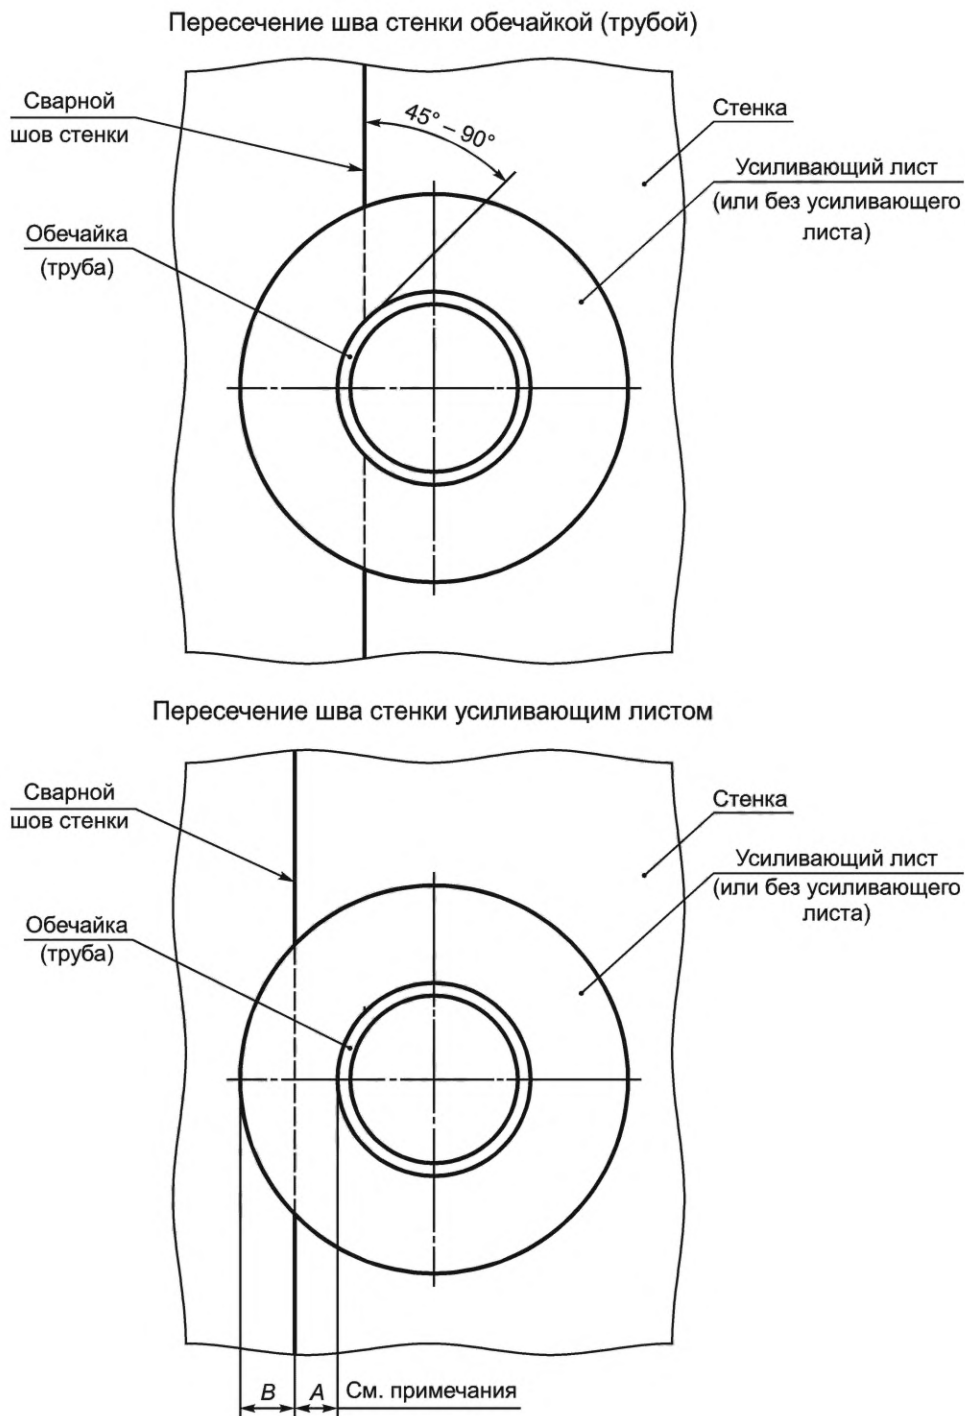 Пересечение шва стенки обечайкой (трубой)
Сварной
шов стенки
45° – 90°
Стенка
Усиливающий лист
(или без усиливающего
листа)
Обечайка
(труба)
Пересечение шва стенки усиливающим листом
Сварной
шов стенки
Стенка
Усиливающий лист
(или без усиливающего
листа)
Обечайка
(труба)
B A См. примечания